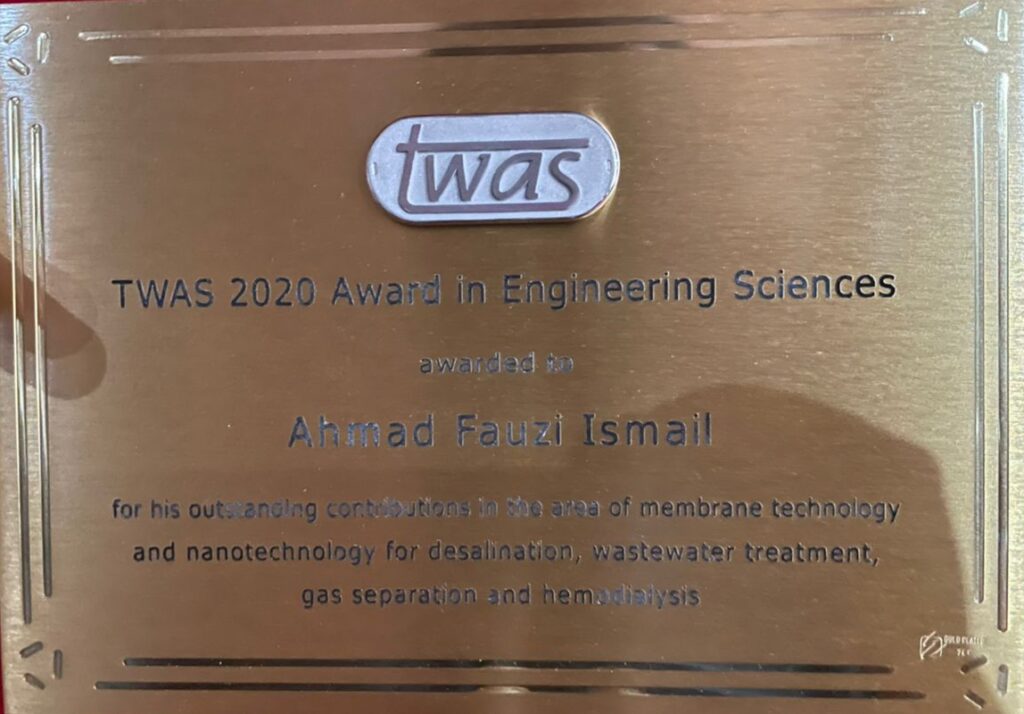 twas
TWAS 2020 Award in Engineering Sciences
awarded to
Ahmad Fauzi Ismail
for his outstanding contributions in the area of membrane technology
and nanotechnology for desalination, wastewater treatment,
gas separation and hemodialysis